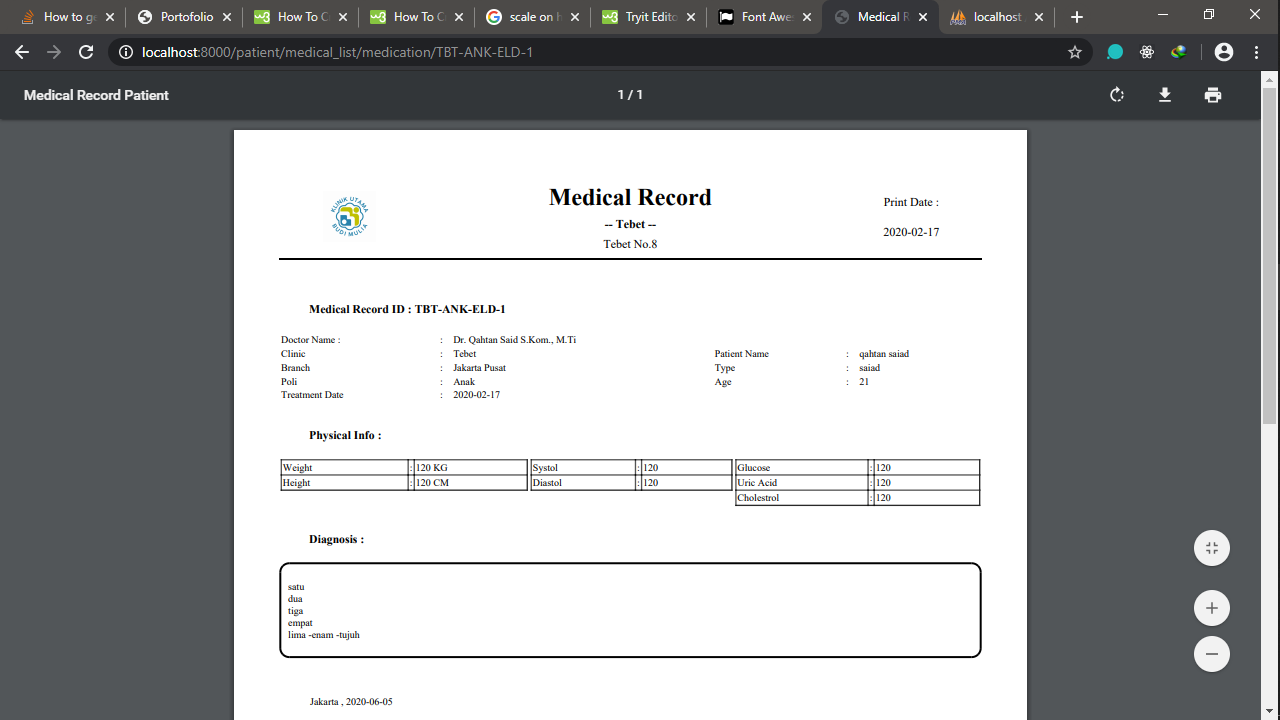 How to ge
Portofolio
How To C
How To C
scale on h
Tryit Edito
Font Awes
Medical R
localhost
localhost:8000/patient/medical_list/medication/TBT-ANK-ELD-1
Medical Record Patient 1 / 1
KLINIK UTAMA
BUDI MULIA
Medical Record
-- Tebet --
Tebet No.8
Print Date :
2020-02-17
Medical Record ID : TBT-ANK-ELD-1
Doctor Name : : Dr. Qahtan Said S.Kom., M.Ti
Clinic : Tebet Patient Name : qahtan saiad
Branch : Jakarta Pusat Type : saiad
Poli : Anak Age : 21
Treatment Date : 2020-02-17
Physical Info :
Weight : 120 KG Systol : 120 Glucose : 120
Height : 120 CM Diastol : 120 Uric Acid : 120
Cholestrol : 120
Diagnosis :
satu
dua
tiga
empat
lima -enam -tujuh
Jakarta , 2020-06-05